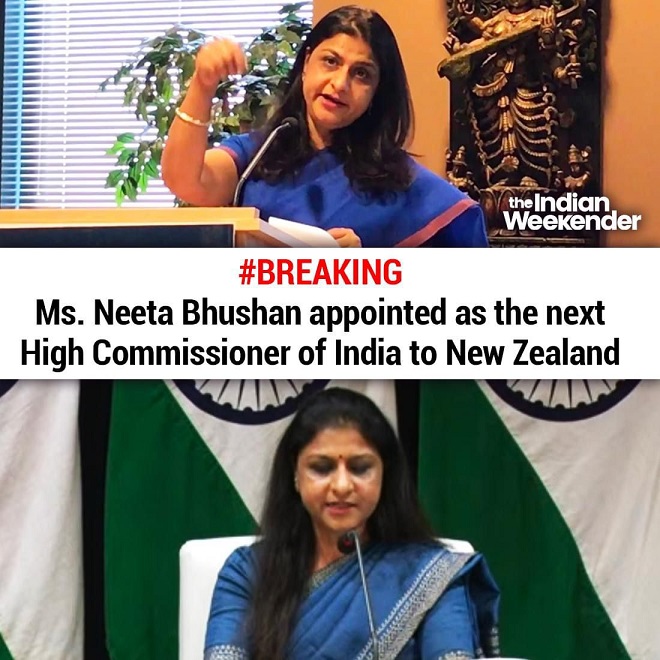 the Indian
Weekender
#BREAKING
Ms. Neeta Bhushan appointed as the next
High Commissioner of India to New Zealand